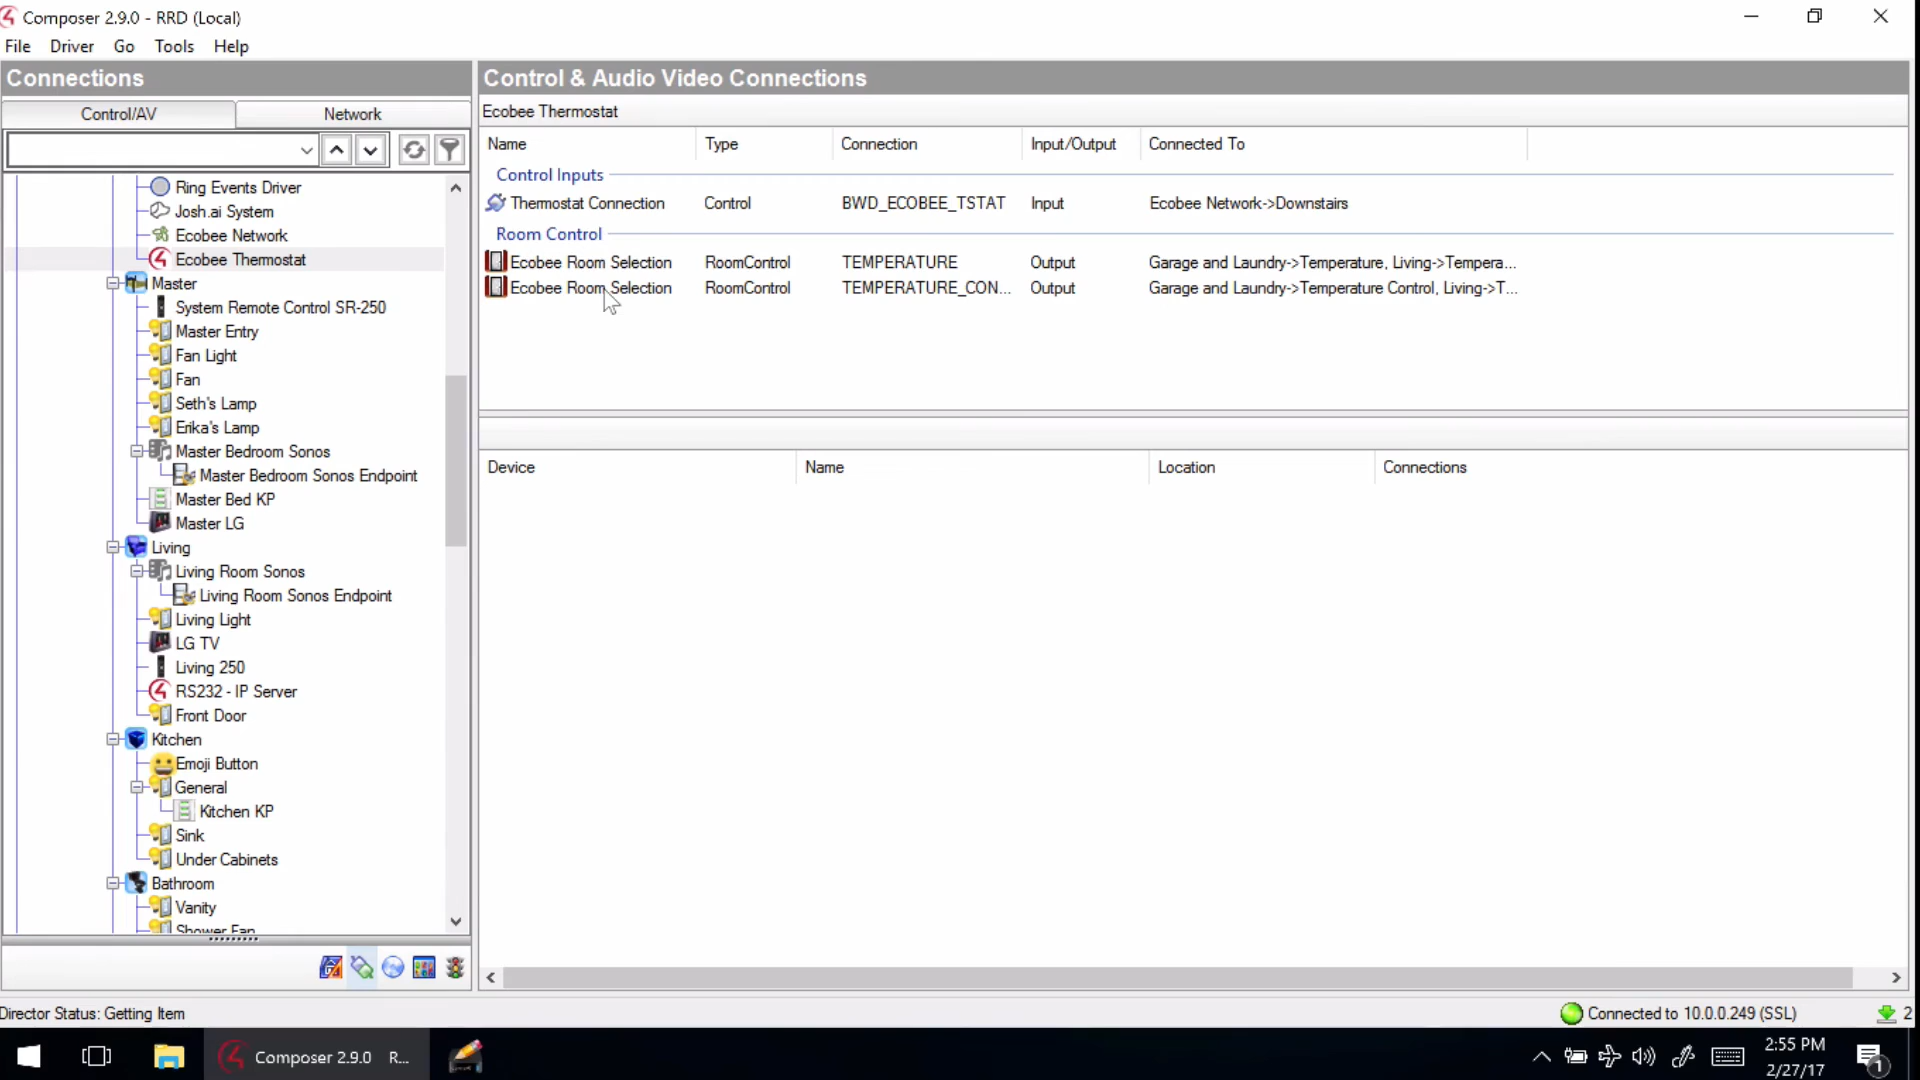 Composer 2.9.0 - RRD (Local)
File Driver Go Tools Help
Connections
Control/AV Network
Ring Events Driver
Josh.ai System
Ecobee Network
Ecobee Thermostat
Master
System Remote Control SR-250
Master Entry
Fan Light
Fan
Seth's Lamp
Erika's Lamp
Master Bedroom Sonos
Master Bedroom Sonos Endpoint
Master Bed KP
Master LG
Living
Living Room Sonos
Living Room Sonos Endpoint
Living Light
LG TV
Living 250
RS232 - IP Server
Front Door
Kitchen
Emoji Button
General
Kitchen KP
Sink
Under Cabinets
Bathroom
Vanity
Shower Fan
Control & Audio Video Connections
Ecobee Thermostat
Name Type Connection Input/Output Connected To
Control Inputs
Thermostat Connection Control BWD_ECOBEE_TSTAT Input Ecobee Network->Downstairs
Room Control
Ecobee Room Selection RoomControl TEMPERATURE Output Garage and Laundry->Temperature, Living->Tempera...
Ecobee Room Selection RoomControl TEMPERATURE_CON... Output Garage and Laundry->Temperature Control, Living->T...
Device Name Location Connections
Director Status: Getting Item
Connected to 10.0.0.249 (SSL) 2
Composer 2.9.0 R...
2:55 PM
2/27/17
1